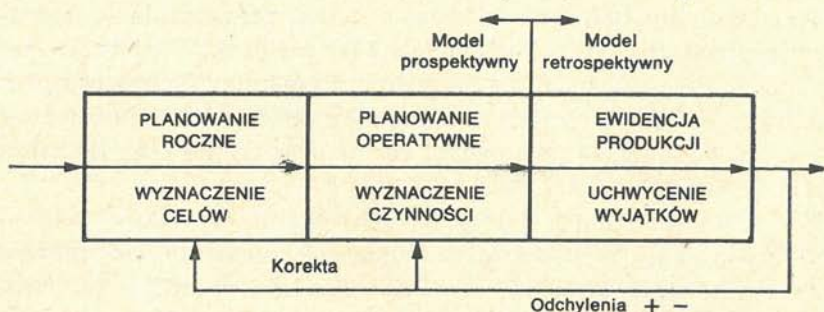 Model
prospektywny
Model
retrospektywny
PLANOWANIE
ROCZNE
WYZNACZENIE
CELÓW
PLANOWANIE
OPERATYWNE
WYZNACZENIE
CZYNNOŚCI
EWIDENCJA
PRODUKCJI
UCHWYCENIE
WYJĄTKÓW
Korekta
Odchylenia + −